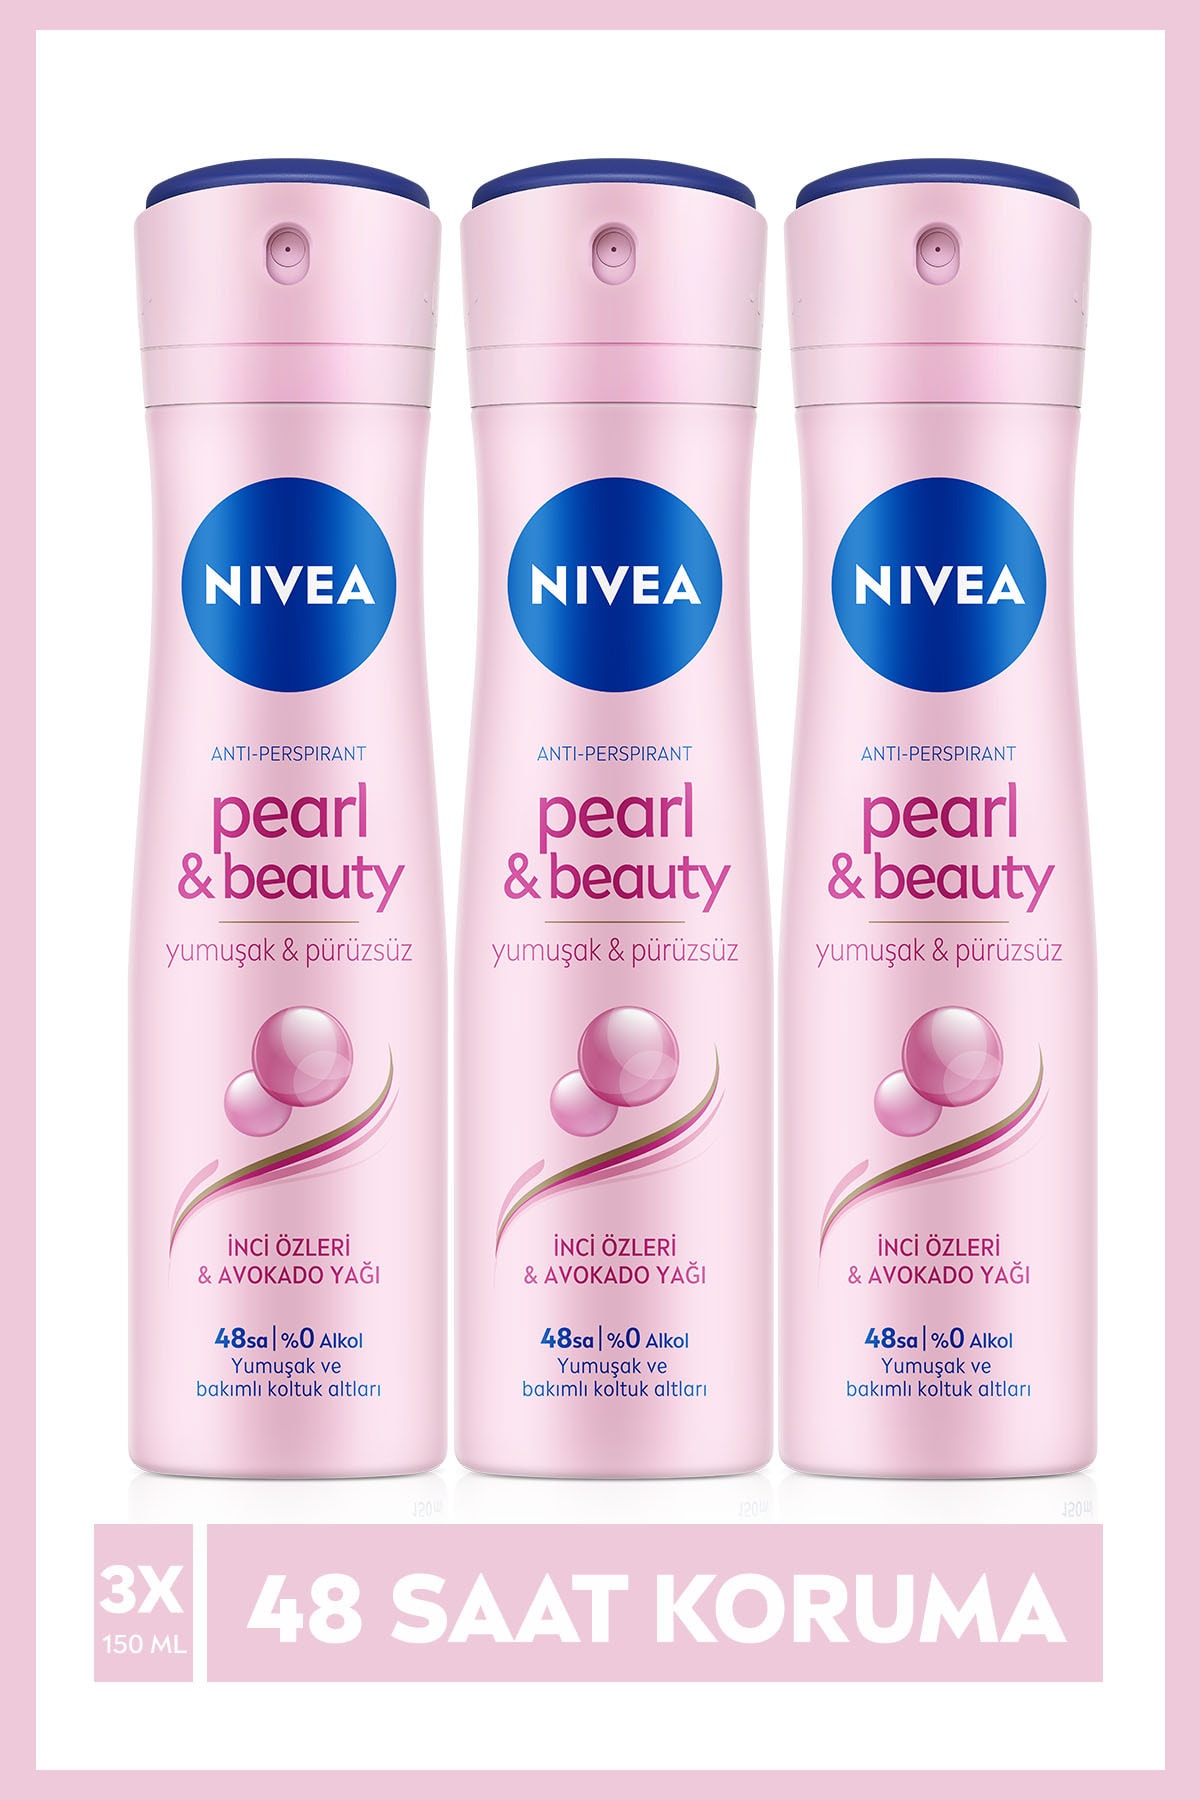 NIVEA
ANTI-PERSPIRANT
pearl
& beauty
yumuşak & pürüzsüz
İNCİ ÖZLERİ
& AVOKADO YAĞI
48sa | %0 Alkol
Yumuşak ve
bakımlı koltuk altları
NIVEA
ANTI-PERSPIRANT
pearl
& beauty
yumuşak & pürüzsüz
İNCİ ÖZLERİ
& AVOKADO YAĞI
48sa | %0 Alkol
Yumuşak ve
bakımlı koltuk altları
NIVEA
ANTI-PERSPIRANT
pearl
& beauty
yumuşak & pürüzsüz
İNCİ ÖZLERİ
& AVOKADO YAĞI
48sa | %0 Alkol
Yumuşak ve
bakımlı koltuk altları
150ml
150ml
150ml
3X
150 ML
48 SAAT KORUMA